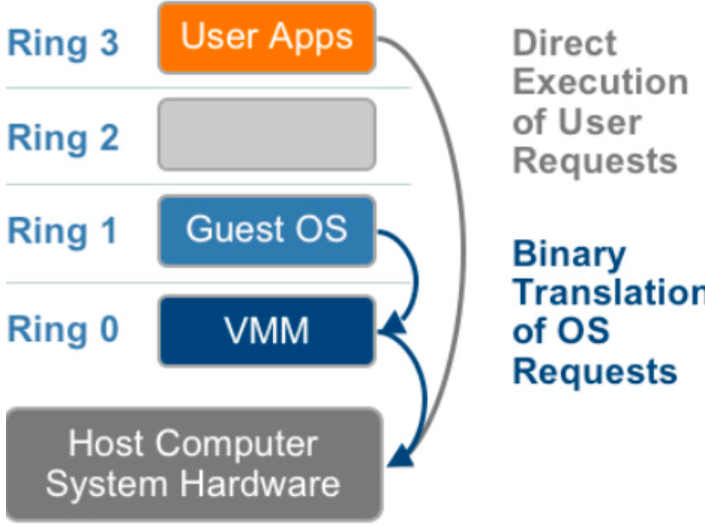 Ring 3
User Apps
Ring 2
Ring 1
Guest OS
Ring 0
VMM
Host Computer
System Hardware
Direct
Execution
of User
Requests
Binary
Translation
of OS
Requests